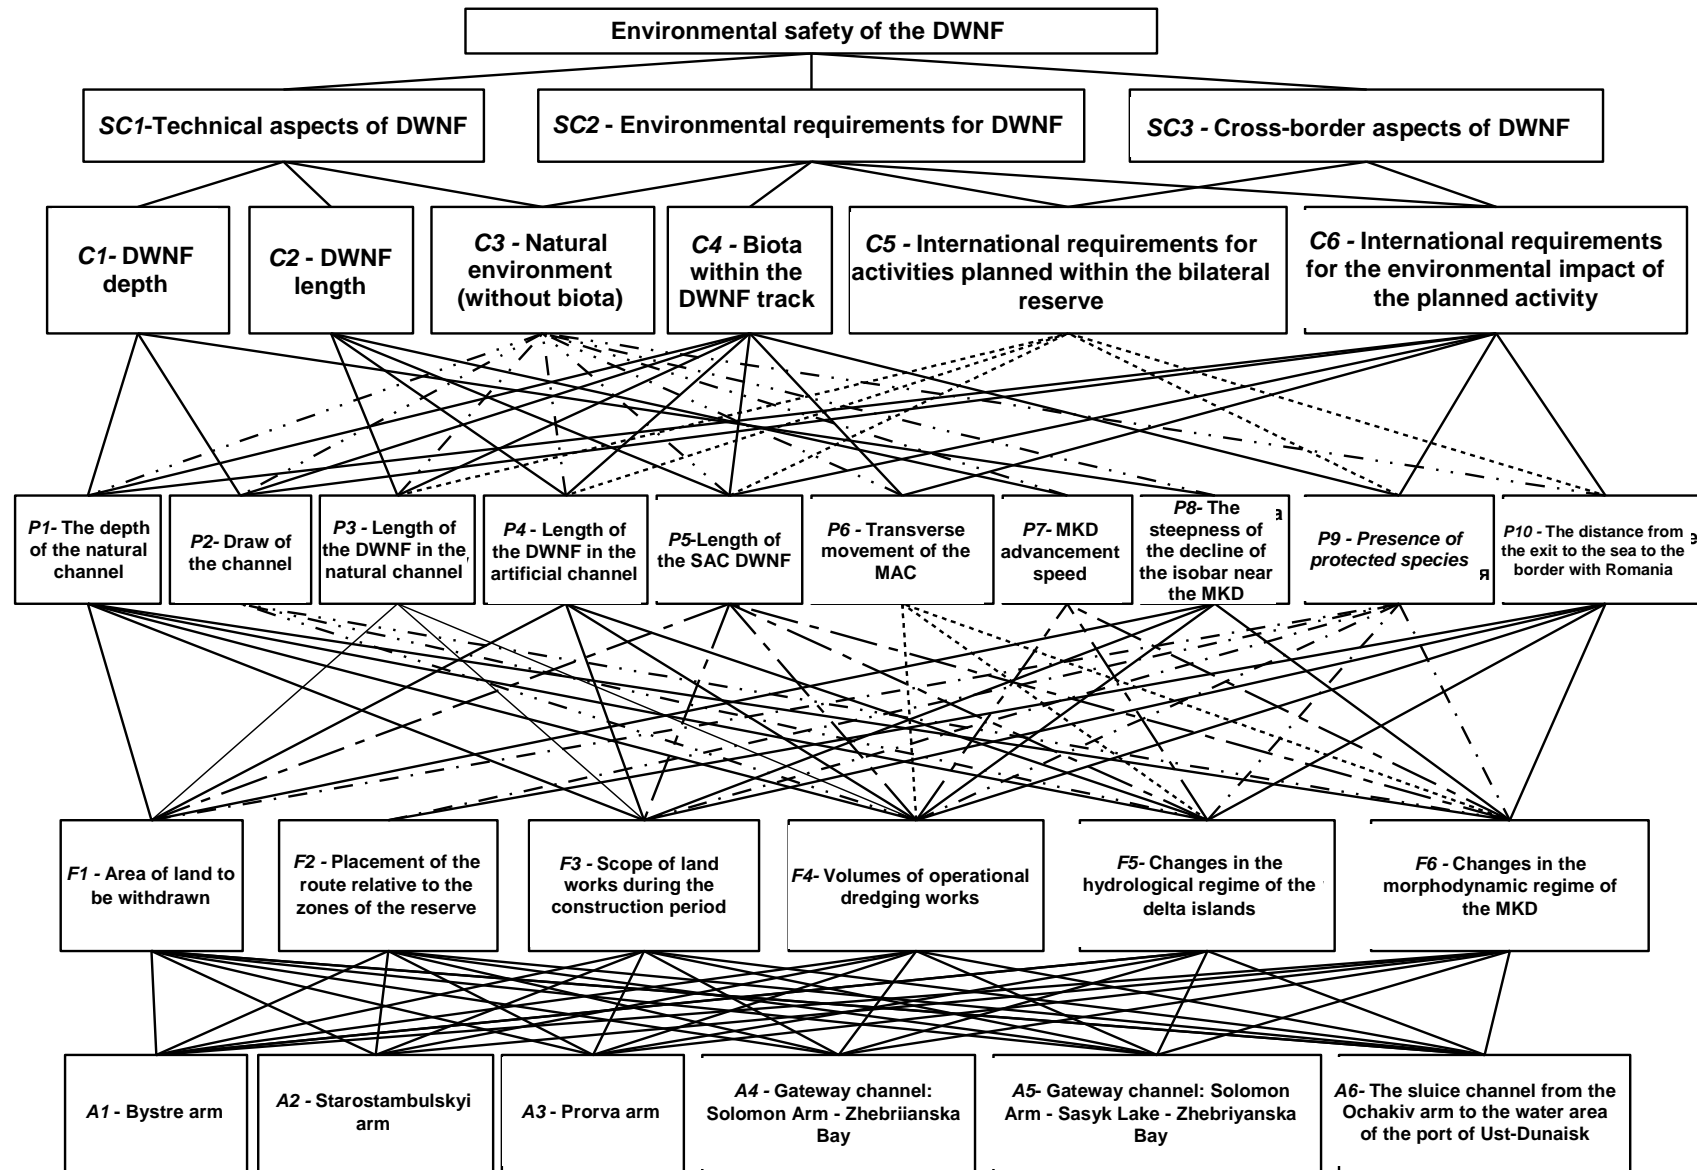 Environmental safety of the DWNF
SC1-Technical aspects of DWNF
SC2 - Environmental requirements for DWNF
SC3 - Cross-border aspects of DWNF
C1- DWNF
depth
C2 - DWNF
length
C3 - Natural
environment
(without biota)
C4 - Biota
within the
DWNF track
C5 - International requirements for
activities planned within the bilateral
reserve
C6 - International requirements
for the environmental impact of
the planned activity
P1- The depth
of the natural
channel
P2- Draw of
the channel
P3 - Length of
the DWNF in the
natural channel
P4 - Length of
the DWNF in the
artificial channel
P5-Length of
the SAC DWNF
P6 - Transverse
movement of the
MAC
P7- MKD
advancement
speed
P8- The
steepness of
the decline of
the isobar near
the MKD
а
P9 - Presence of
protected species
я
P10 - The distance from
the exit to the sea to the
border with Romania
е
F1 - Area of land to
be withdrawn
F2 - Placement of the
route relative to the
zones of the reserve
F3 - Scope of land
works during the
construction period
F4- Volumes of operational
dredging works
F5- Changes in the
hydrological regime of the
delta islands
F6 - Changes in the
morphodynamic regime of
the MKD
A1 - Bystre arm
A2 - Starostambulskyi
arm
A3 - Prorva arm
A4 - Gateway channel:
Solomon Arm - Zhebriianska
Bay
A5- Gateway channel: Solomon
Arm - Sasyk Lake - Zhebriyanska
Bay
A6- The sluice channel from the
Ochakiv arm to the water area
of the port of Ust-Dunaisk